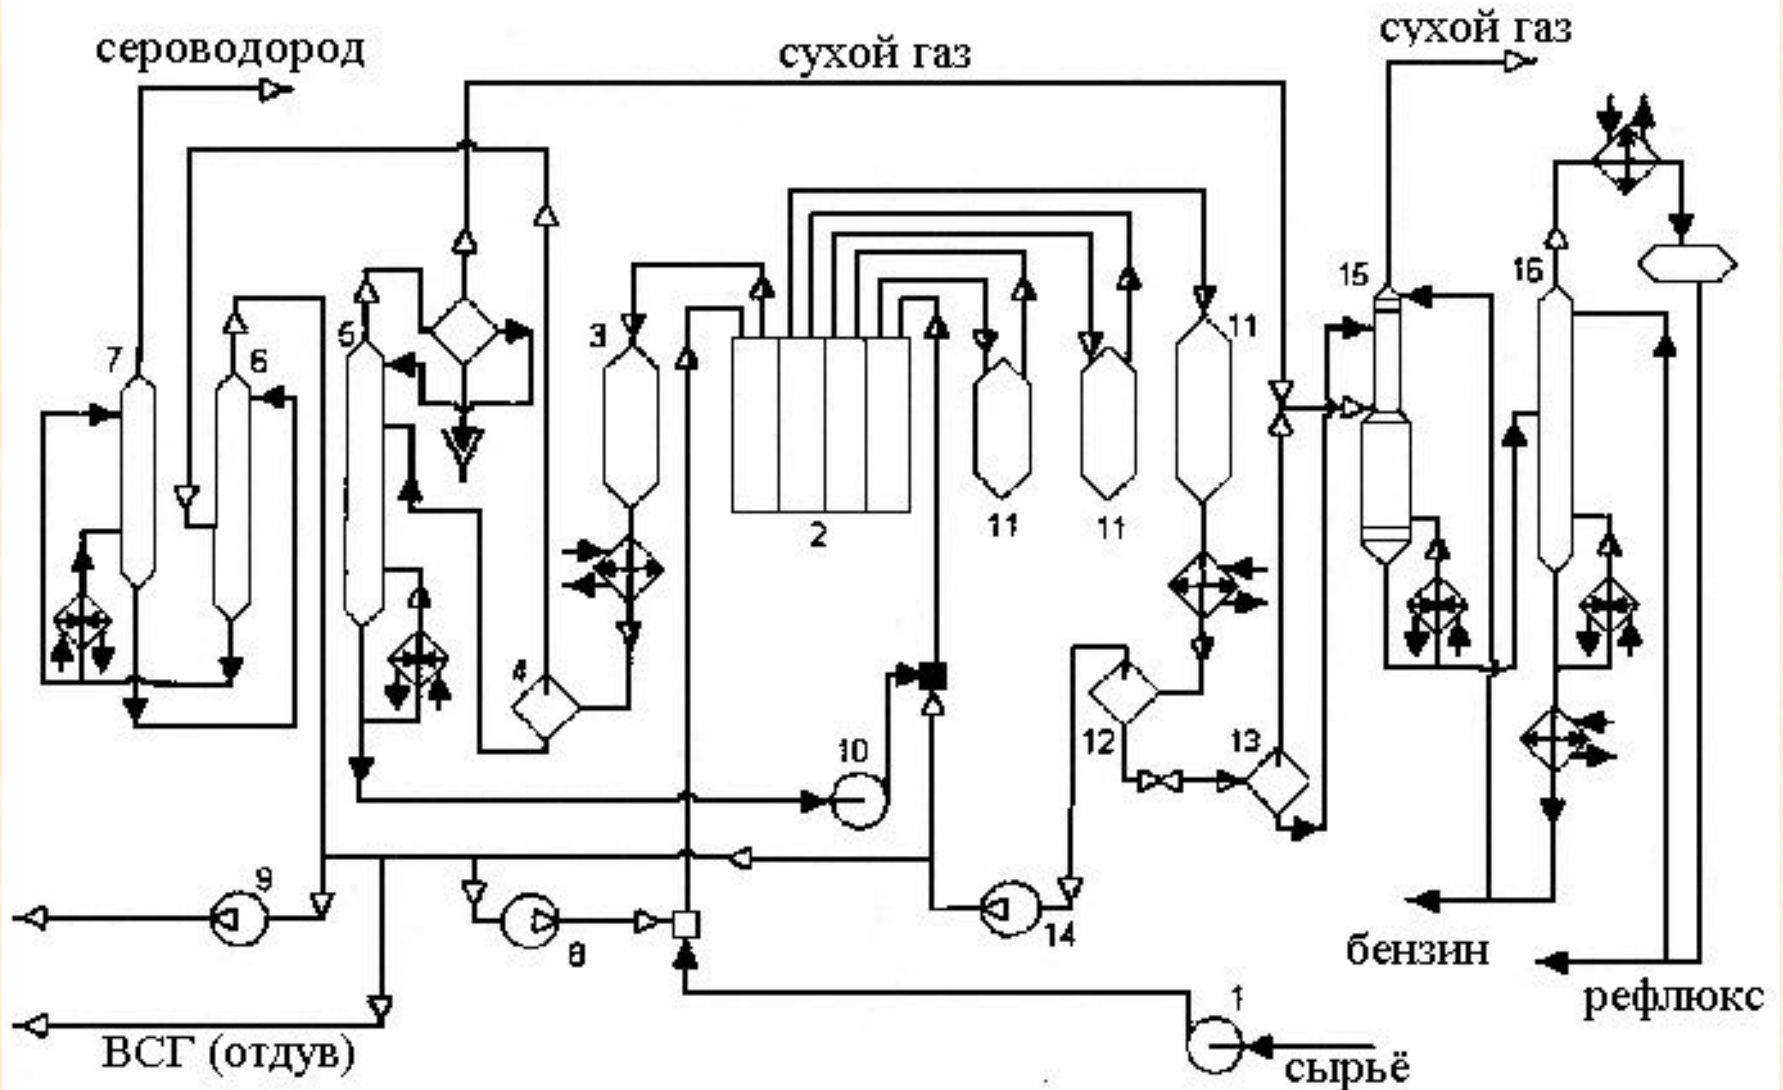 сухой газ
сероводород
сухой газ
15
16
11
3
5
7
6
11
11
2
4
12
13
10
9
14
8
бензин
1
рефлюкс
ВСГ (отдув)
сырьё